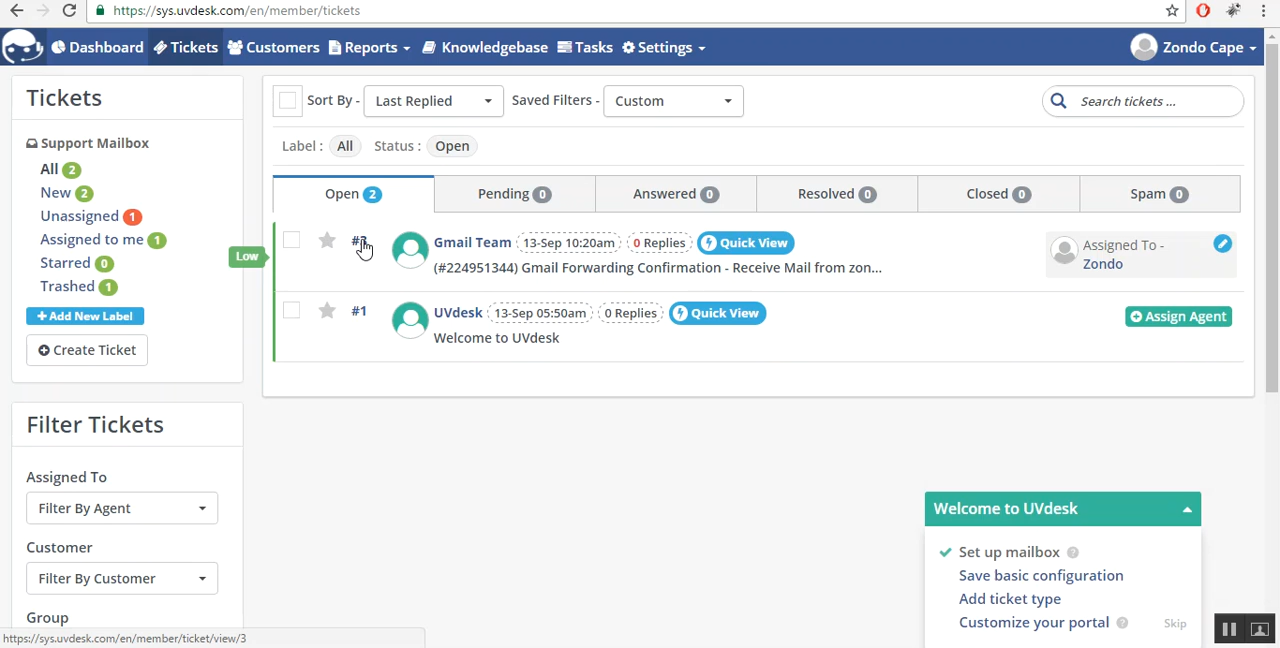 https://sys.uvdesk.com/en/member/tickets
Dashboard Tickets Customers Reports Knowledgebase Tasks Settings Zondo Cape
Tickets
Support Mailbox
All 2
New 2
Unassigned 1
Assigned to me 1
Starred 0
Trashed 1
Add New Label
Create Ticket
Filter Tickets
Assigned To
Filter By Agent
Customer
Filter By Customer
Group
https://sys.uvdesk.com/en/member/ticket/view/3
Sort By - Last Replied Saved Filters - Custom Search tickets ...
Label : All Status : Open
Open 2 Pending 0 Answered 0 Resolved 0 Closed 0 Spam 0
Low
#3 Gmail Team 13-Sep 10:20am 0 Replies Quick View
(#224951344) Gmail Forwarding Confirmation - Receive Mail from zon...
Assigned To -
Zondo
#1 UVdesk 13-Sep 05:50am 0 Replies Quick View
Welcome to UVdesk
Assign Agent
Welcome to UVdesk
Set up mailbox ?
Save basic configuration
Add ticket type
Customize your portal ? Skip